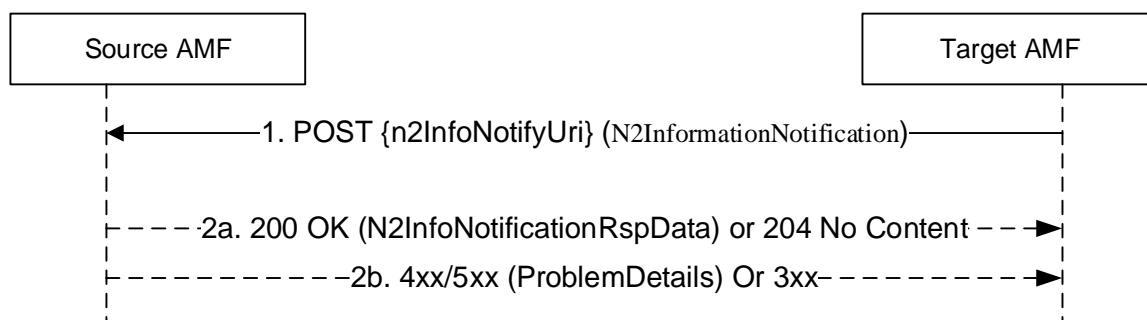 Source AMF
Target AMF
1. POST {n2InfoNotifyUri} (N2InformationNotification)
2a. 200 OK (N2InfoNotificationRspData) or 204 No Content
2b. 4xx/5xx (ProblemDetails) Or 3xx